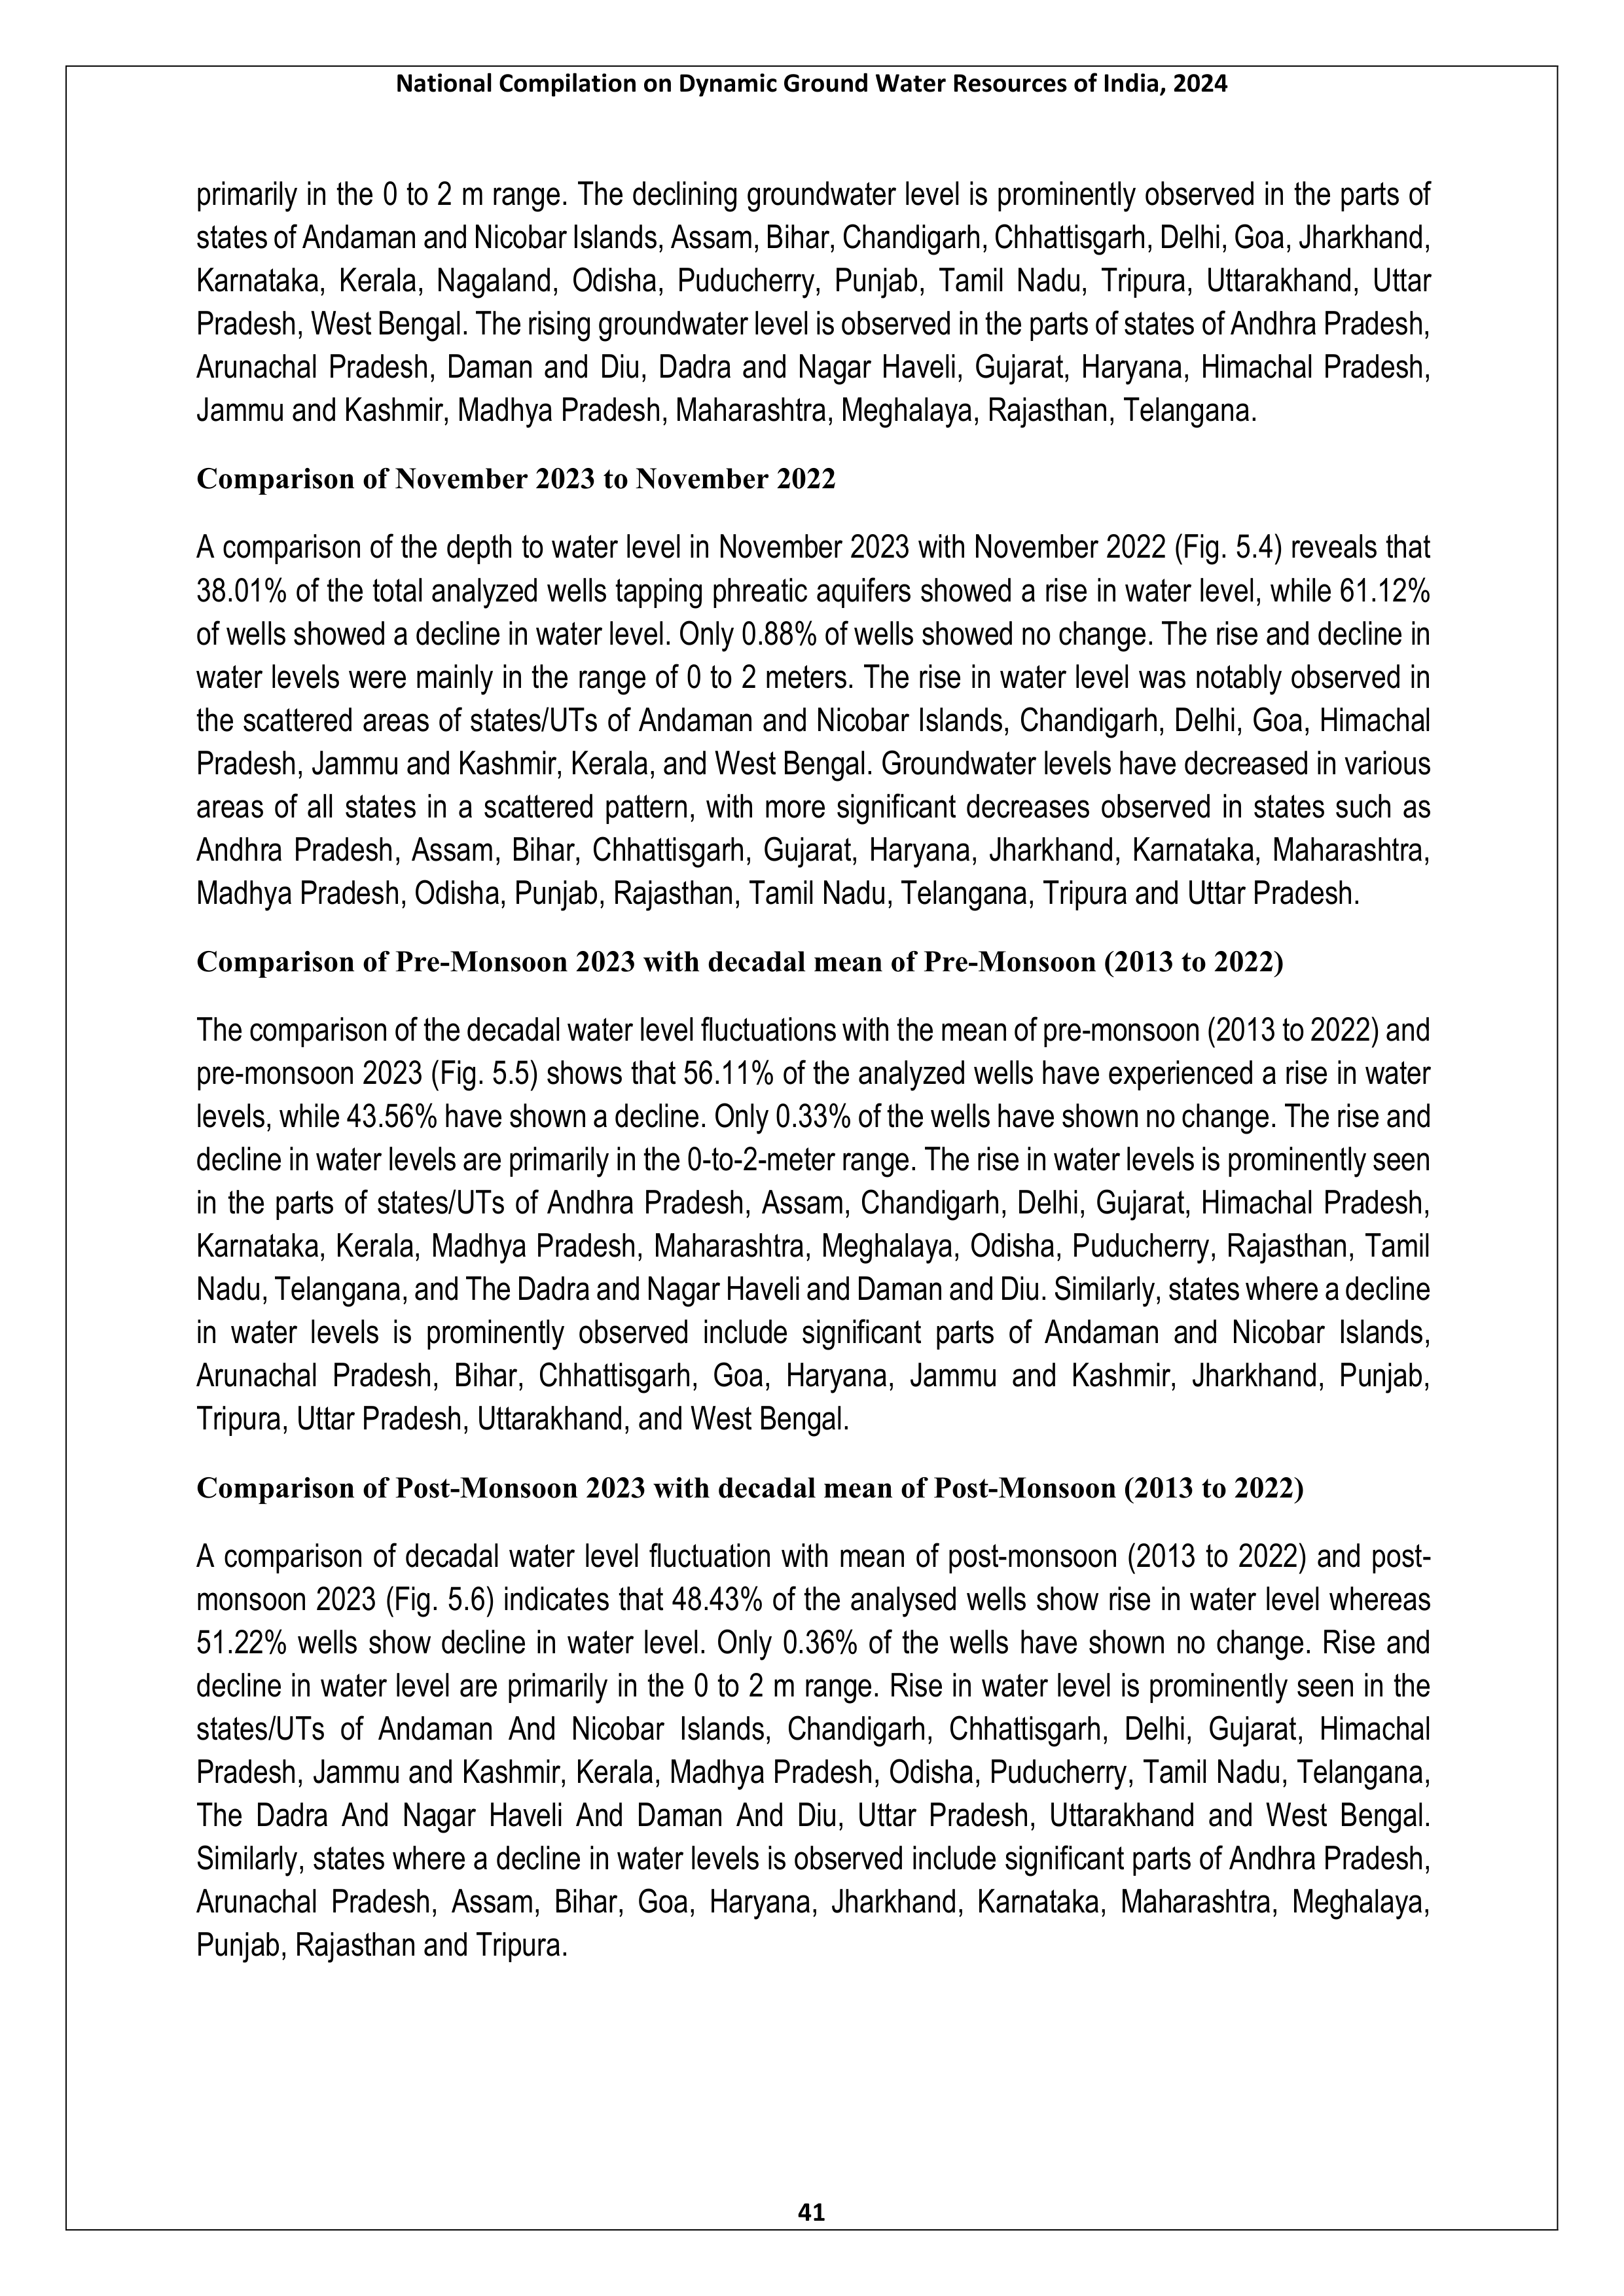 National Compilation on Dynamic Ground Water Resources of India, 2024
primarily in the 0 to 2 m range. The declining groundwater level is prominently observed in the parts of
states of Andaman and Nicobar Islands, Assam, Bihar, Chandigarh, Chhattisgarh, Delhi, Goa, Jharkhand,
Karnataka, Kerala, Nagaland, Odisha, Puducherry, Punjab, Tamil Nadu, Tripura, Uttarakhand, Uttar
Pradesh, West Bengal. The rising groundwater level is observed in the parts of states of Andhra Pradesh,
Arunachal Pradesh, Daman and Diu, Dadra and Nagar Haveli, Gujarat, Haryana, Himachal Pradesh,
Jammu and Kashmir, Madhya Pradesh, Maharashtra, Meghalaya, Rajasthan, Telangana.
Comparison of November 2023 to November 2022
A comparison of the depth to water level in November 2023 with November 2022 (Fig. 5.4) reveals that
38.01% of the total analyzed wells tapping phreatic aquifers showed a rise in water level, while 61.12%
of wells showed a decline in water level. Only 0.88% of wells showed no change. The rise and decline in
water levels were mainly in the range of 0 to 2 meters. The rise in water level was notably observed in
the scattered areas of states/UTs of Andaman and Nicobar Islands, Chandigarh, Delhi, Goa, Himachal
Pradesh, Jammu and Kashmir, Kerala, and West Bengal. Groundwater levels have decreased in various
areas of all states in a scattered pattern, with more significant decreases observed in states such as
Andhra Pradesh, Assam, Bihar, Chhattisgarh, Gujarat, Haryana, Jharkhand, Karnataka, Maharashtra,
Madhya Pradesh, Odisha, Punjab, Rajasthan, Tamil Nadu, Telangana, Tripura and Uttar Pradesh.
Comparison of Pre-Monsoon 2023 with decadal mean of Pre-Monsoon (2013 to 2022)
The comparison of the decadal water level fluctuations with the mean of pre-monsoon (2013 to 2022) and
pre-monsoon 2023 (Fig. 5.5) shows that 56.11% of the analyzed wells have experienced a rise in water
levels, while 43.56% have shown a decline. Only 0.33% of the wells have shown no change. The rise and
decline in water levels are primarily in the 0-to-2-meter range. The rise in water levels is prominently seen
in the parts of states/UTs of Andhra Pradesh, Assam, Chandigarh, Delhi, Gujarat, Himachal Pradesh,
Karnataka, Kerala, Madhya Pradesh, Maharashtra, Meghalaya, Odisha, Puducherry, Rajasthan, Tamil
Nadu, Telangana, and The Dadra and Nagar Haveli and Daman and Diu. Similarly, states where a decline
in water levels is prominently observed include significant parts of Andaman and Nicobar Islands,
Arunachal Pradesh, Bihar, Chhattisgarh, Goa, Haryana, Jammu and Kashmir, Jharkhand, Punjab,
Tripura, Uttar Pradesh, Uttarakhand, and West Bengal.
Comparison of Post-Monsoon 2023 with decadal mean of Post-Monsoon (2013 to 2022)
A comparison of decadal water level fluctuation with mean of post-monsoon (2013 to 2022) and post-
monsoon 2023 (Fig. 5.6) indicates that 48.43% of the analysed wells show rise in water level whereas
51.22% wells show decline in water level. Only 0.36% of the wells have shown no change. Rise and
decline in water level are primarily in the 0 to 2 m range. Rise in water level is prominently seen in the
states/UTs of Andaman And Nicobar Islands, Chandigarh, Chhattisgarh, Delhi, Gujarat, Himachal
Pradesh, Jammu and Kashmir, Kerala, Madhya Pradesh, Odisha, Puducherry, Tamil Nadu, Telangana,
The Dadra And Nagar Haveli And Daman And Diu, Uttar Pradesh, Uttarakhand and West Bengal.
Similarly, states where a decline in water levels is observed include significant parts of Andhra Pradesh,
Arunachal Pradesh, Assam, Bihar, Goa, Haryana, Jharkhand, Karnataka, Maharashtra, Meghalaya,
Punjab, Rajasthan and Tripura.
41